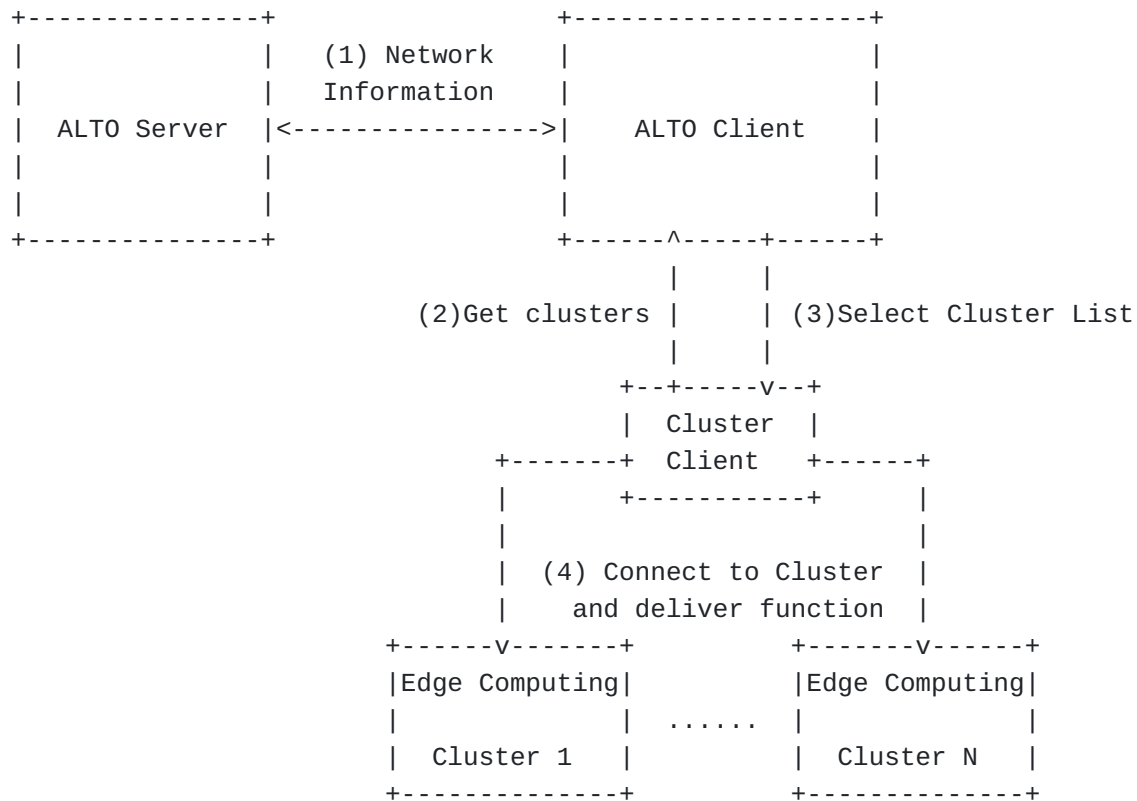 (1) Network
Information
ALTO Server
ALTO Client
(2)Get clusters
(3)Select Cluster List
Cluster
Client
(4) Connect to Cluster
and deliver function
Edge Computing
Cluster 1
......
Edge Computing
Cluster N